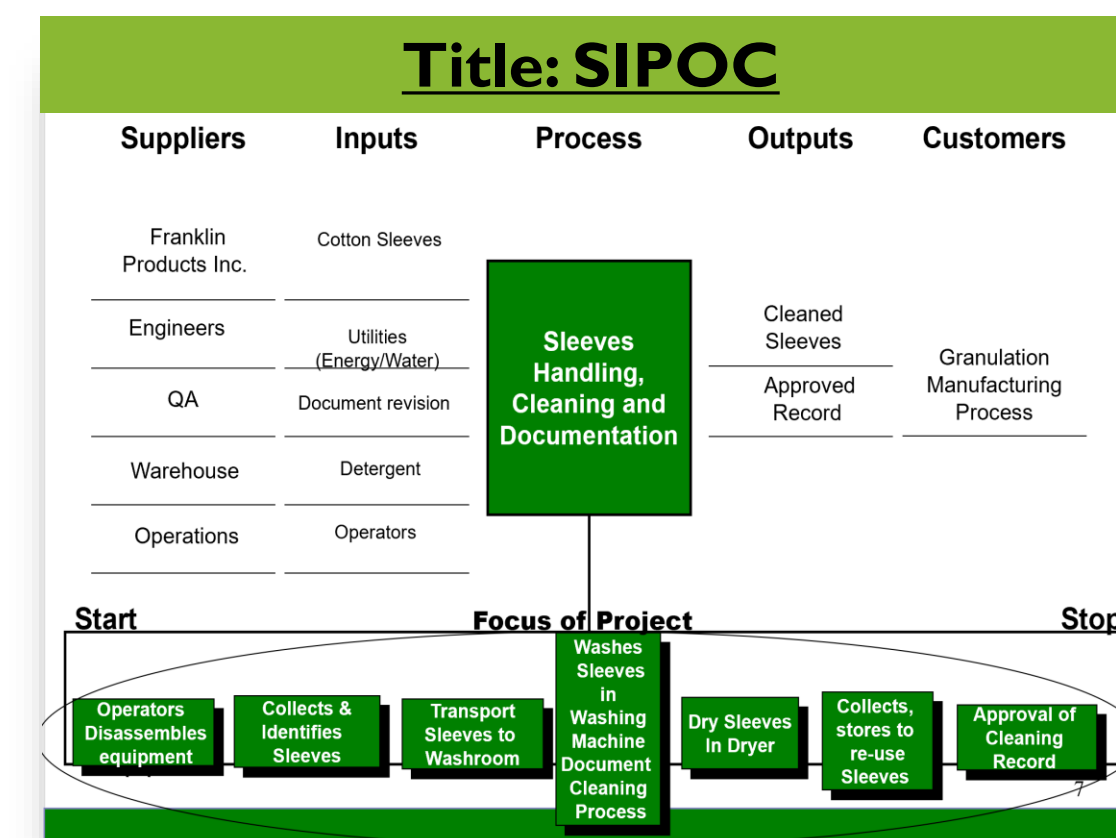 Title: SIPOC
Suppliers
Inputs
Process
Outputs
Customers
Franklin
Products Inc.
Cotton Sleeves
Engineers
Utilities
(Energy/Water)
QA
Document revision
Warehouse
Detergent
Operations
Operators
Sleeves
Handling,
Cleaning and
Documentation
Cleaned
Sleeves
Approved
Record
Granulation
Manufacturing
Process
Start
Focus of Project
Stop
Operators
Disassembles
equipment
Collects &
Identifies
Sleeves
Transport
Sleeves to
Washroom
Washes
Sleeves
in
Washing
Machine
Document
Cleaning
Process
Dry Sleeves
In Dryer
Collects,
stores to
re-use
Sleeves
Approval of
Cleaning
Record
7